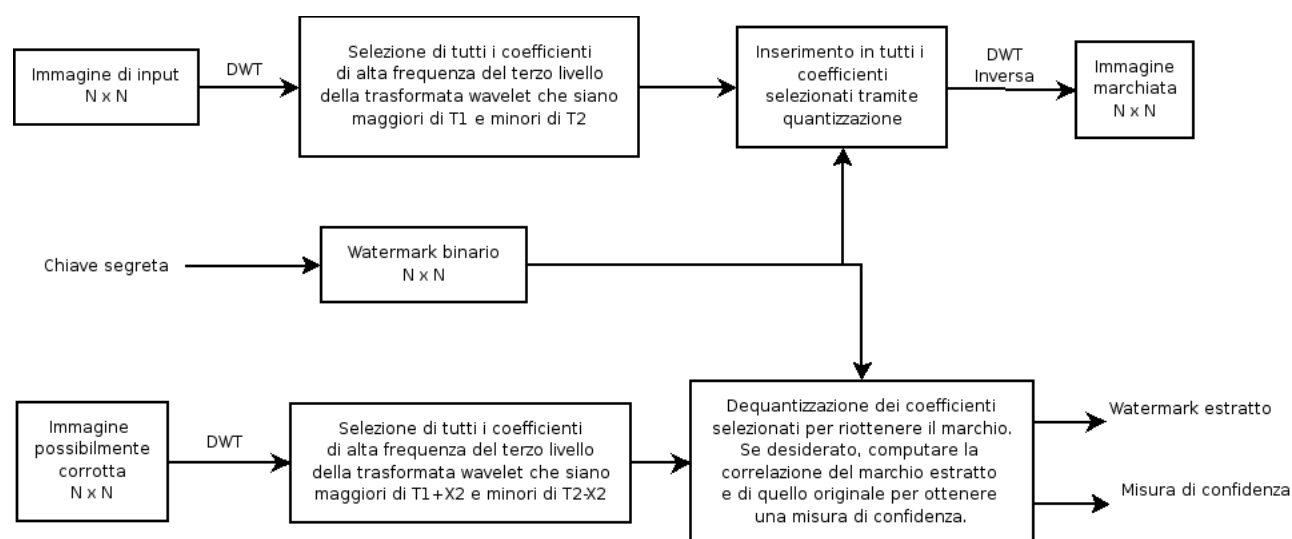 Immagine di input
N x N
DWT
Selezione di tutti i coefficienti
di alta frequenza del terzo livello
della trasformata wavelet che siano
maggiori di T1 e minori di T2
Inserimento in tutti i
coefficienti
selezionati tramite
quantizzazione
DWT
Inversa
Immagine
marchiata
N x N
Chiave segreta
Watermark binario
N x N
Immagine
possibilmente
corrotta
N x N
DWT
Selezione di tutti i coefficienti
di alta frequenza del terzo livello
della trasformata wavelet che siano
maggiori di T1+X2 e minori di T2-X2
Dequantizzazione dei coefficienti
selezionati per riottenere il marchio.
Se desiderato, computare la
correlazione del marchio estratto
e di quello originale per ottenere
una misura di confidenza.
Watermark estratto
Misura di confidenza